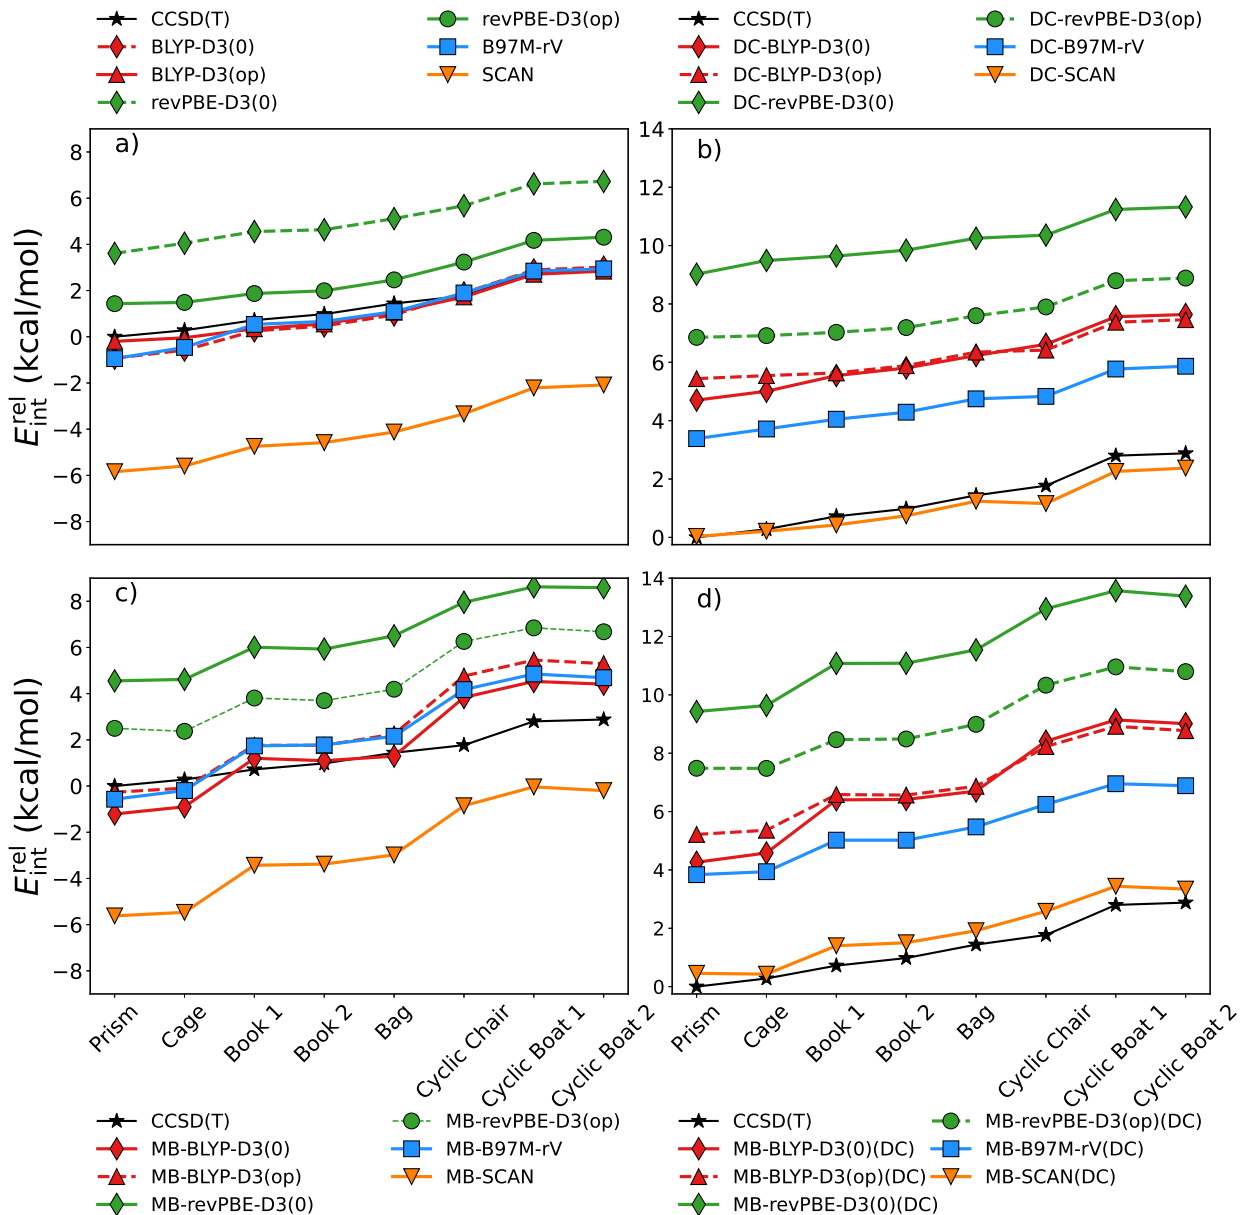 CCSD(T)
BLYP-D3(0)
BLYP-D3(op)
revPBE-D3(0)
revPBE-D3(op)
B97M-rV
SCAN
CCSD(T)
DC-BLYP-D3(0)
DC-BLYP-D3(op)
DC-revPBE-D3(0)
DC-revPBE-D3(op)
DC-B97M-rV
DC-SCAN
a)
8
6
4
2
0
−2
−4
−6
−8
E_int^rel (kcal/mol)
b)
14
12
10
8
6
4
2
0
c)
8
6
4
2
0
−2
−4
−6
−8
E_int^rel (kcal/mol)
Prism
Cage
Book 1
Book 2
Bag
Cyclic Chair
Cyclic Boat 1
Cyclic Boat 2
d)
14
12
10
8
6
4
2
0
Prism
Cage
Book 1
Book 2
Bag
Cyclic Chair
Cyclic Boat 1
Cyclic Boat 2
CCSD(T)
MB-BLYP-D3(0)
MB-BLYP-D3(op)
MB-revPBE-D3(0)
MB-revPBE-D3(op)
MB-B97M-rV
MB-SCAN
CCSD(T)
MB-BLYP-D3(0)(DC)
MB-BLYP-D3(op)(DC)
MB-revPBE-D3(0)(DC)
MB-revPBE-D3(op)(DC)
MB-B97M-rV(DC)
MB-SCAN(DC)